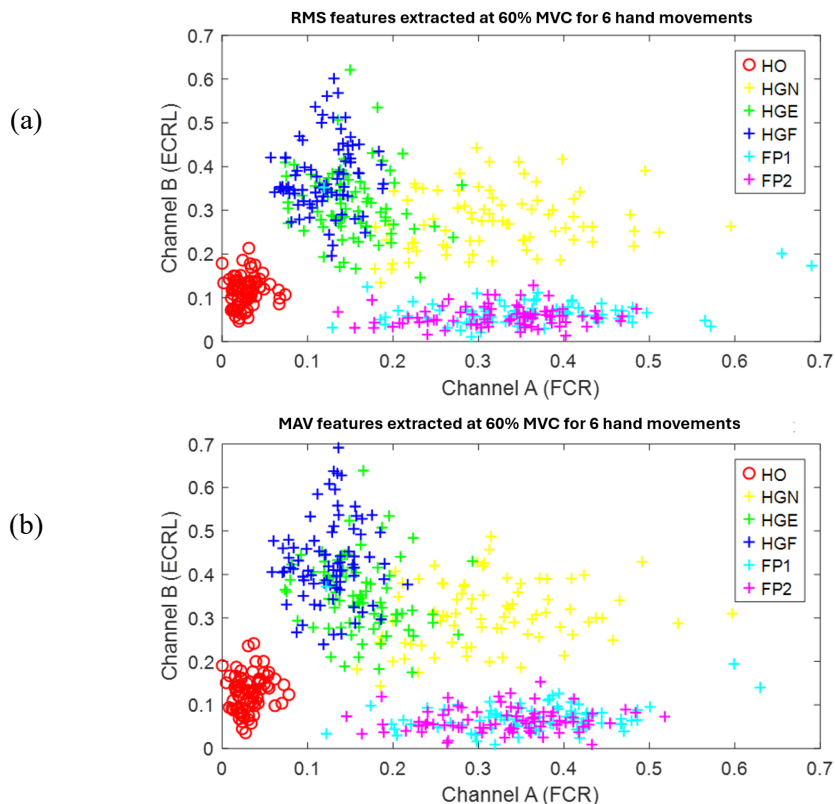 RMS features extracted at 60% MVC for 6 hand movements
(a)
Channel B (ECRL)
0.7
0.6
0.5
0.4
0.3
0.2
0.1
0
HO
HGN
HGE
HGF
FP1
FP2
0 0.1 0.2 0.3 0.4 0.5 0.6 0.7
Channel A (FCR)
MAV features extracted at 60% MVC for 6 hand movements
(b)
Channel B (ECRL)
0.7
0.6
0.5
0.4
0.3
0.2
0.1
0
HO
HGN
HGE
HGF
FP1
FP2
0 0.1 0.2 0.3 0.4 0.5 0.6 0.7
Channel A (FCR)